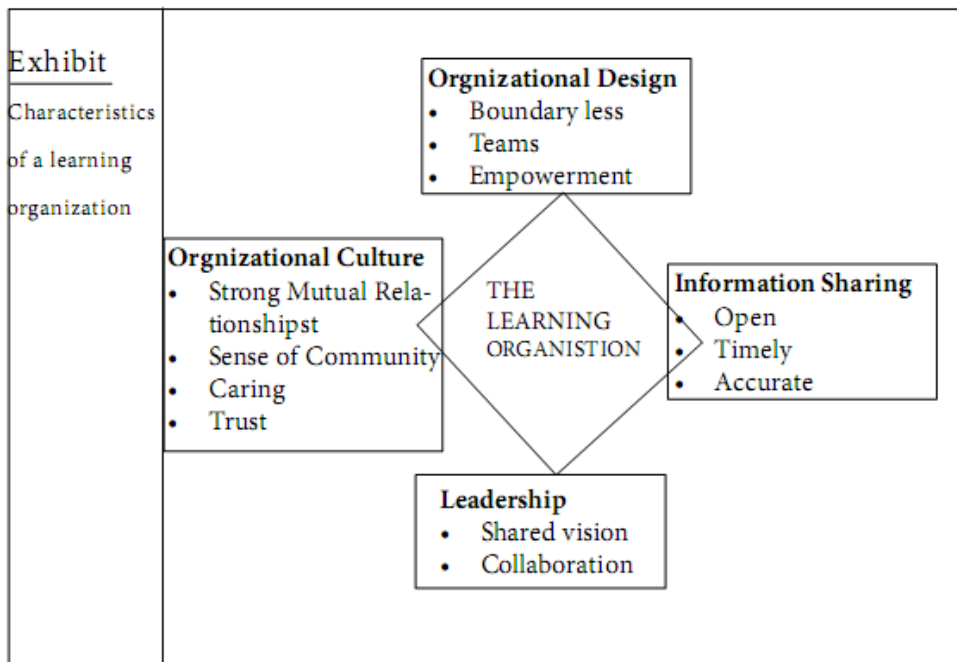 Exhibit
Characteristics
of a learning
organization
Orgnizational Design
• Boundary less
• Teams
• Empowerment
Orgnizational Culture
• Strong Mutual Rela-
tionshipst
• Sense of Community
• Caring
• Trust
THE
LEARNING
ORGANISTION
Information Sharing
• Open
• Timely
• Accurate
Leadership
• Shared vision
• Collaboration